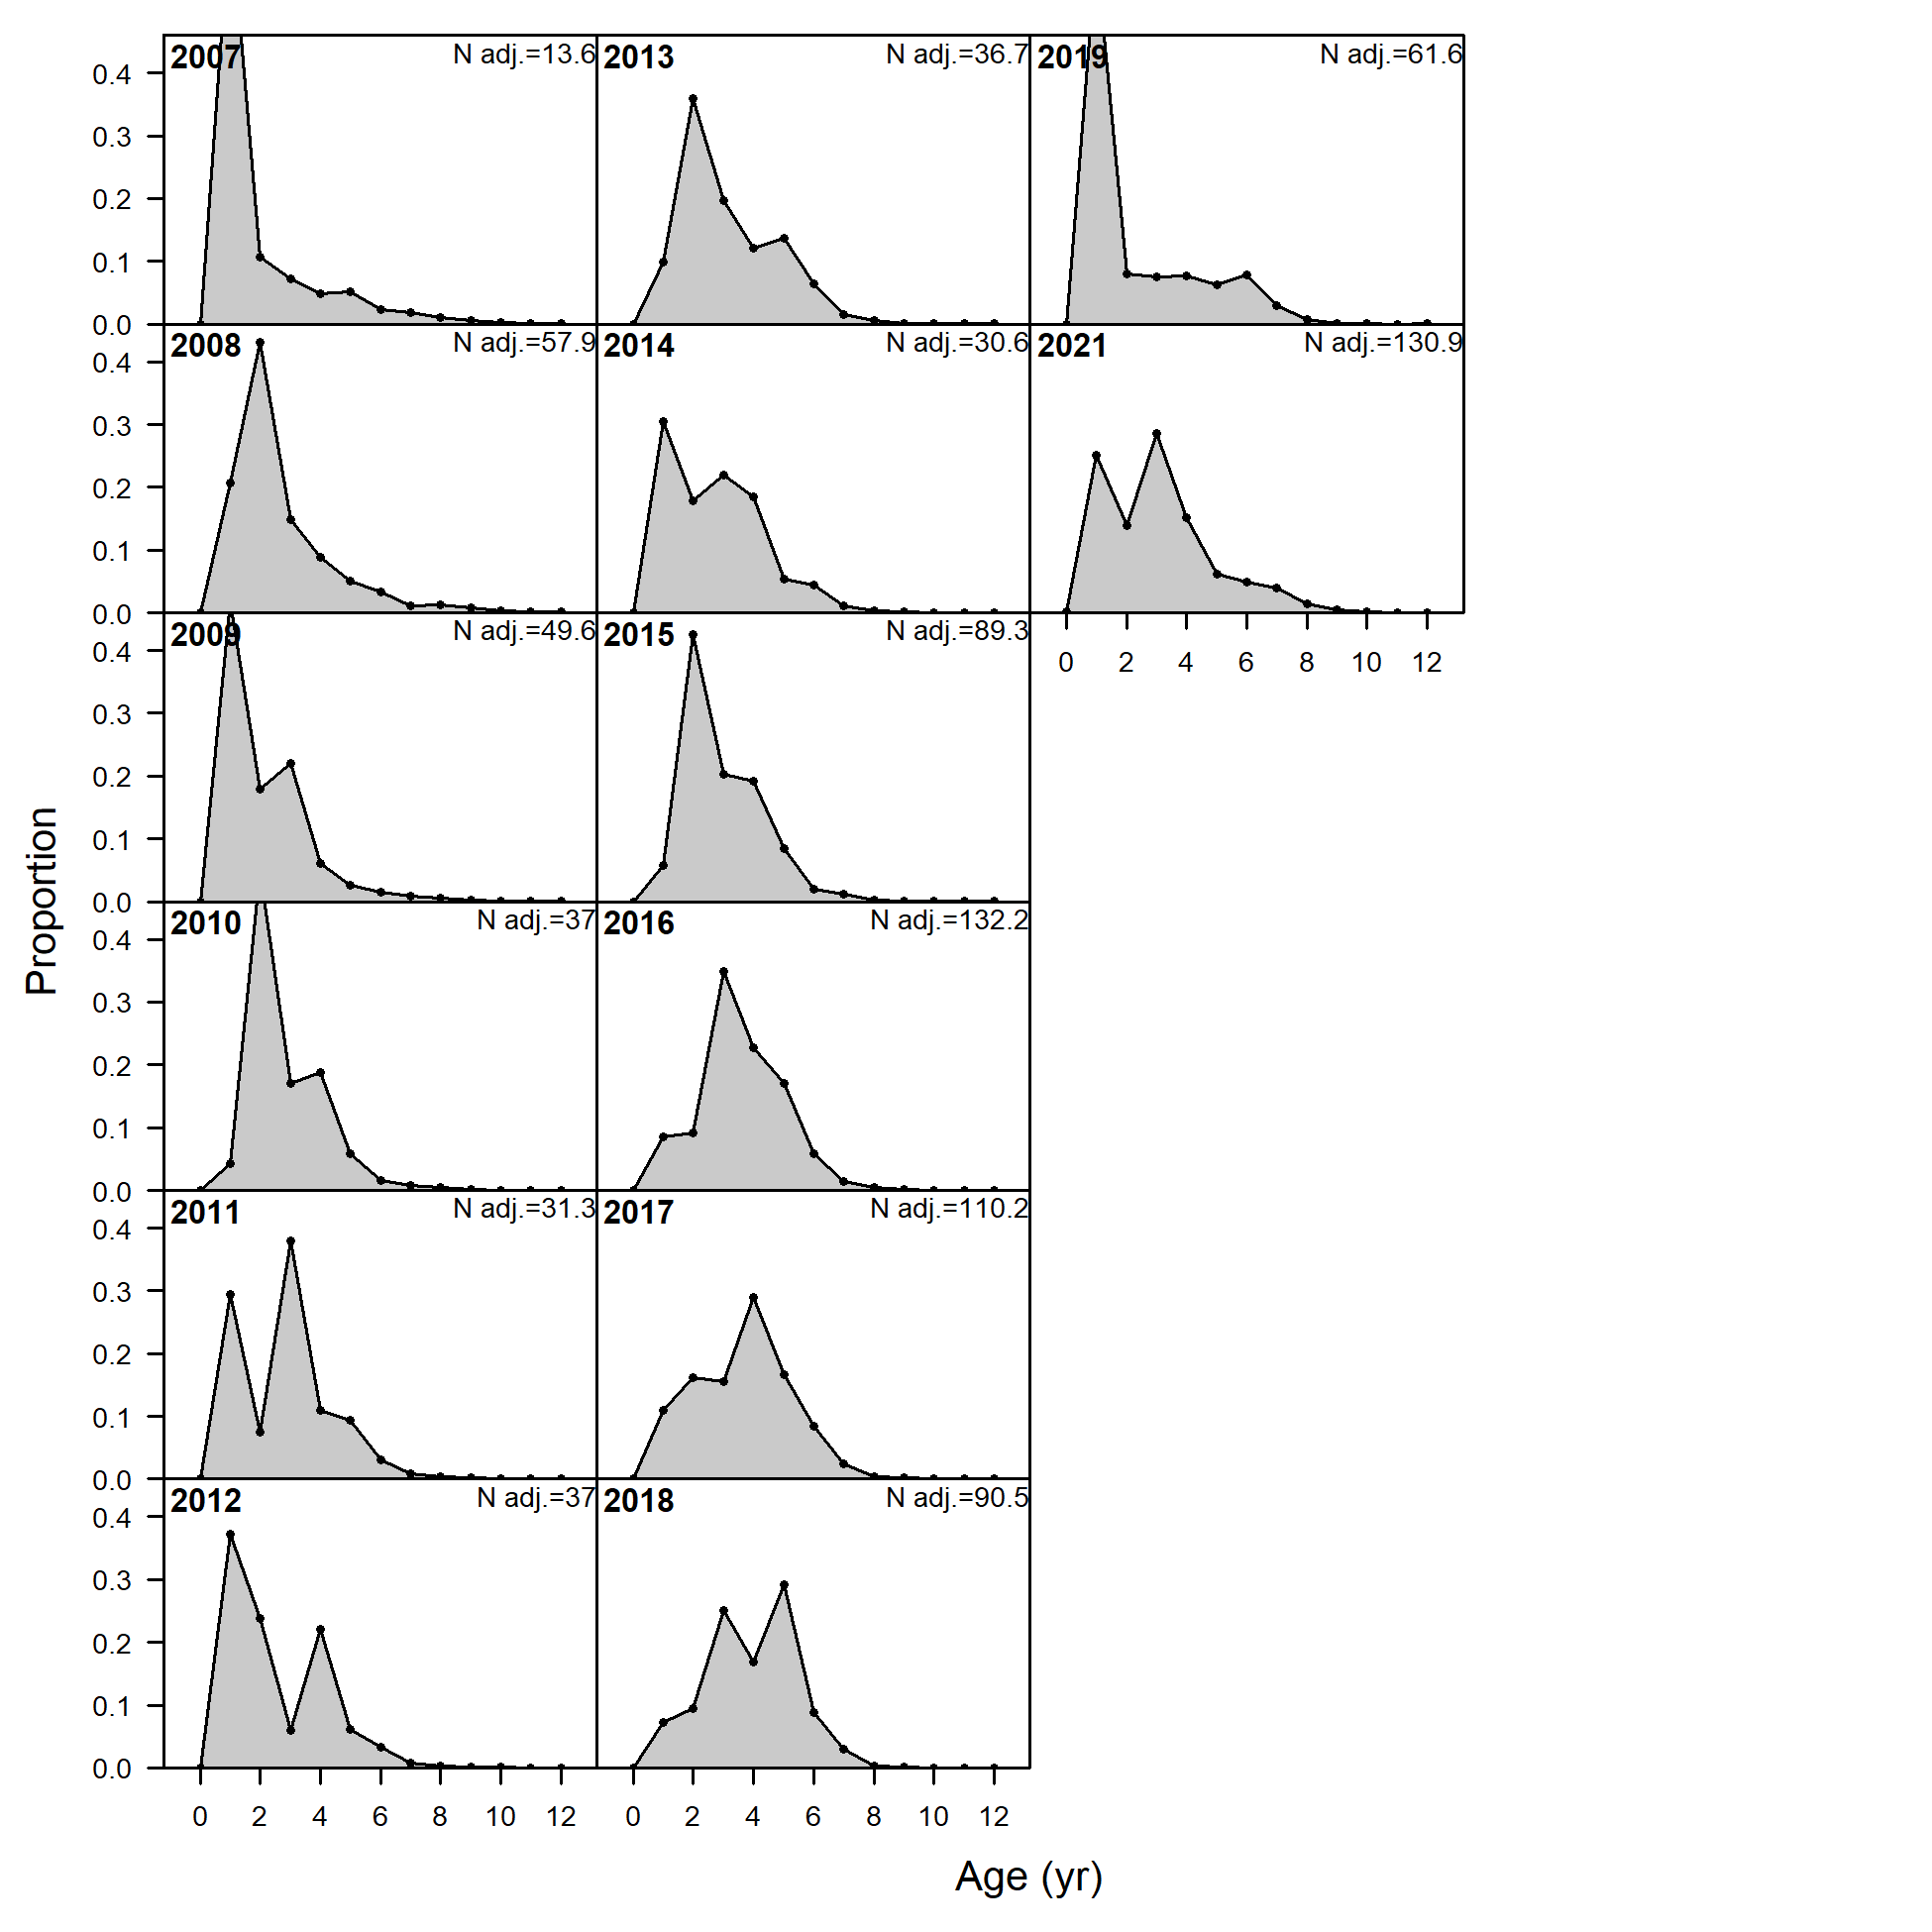 2007 N adj.=13.6
2013 N adj.=36.7
2019 N adj.=61.6
0.4
0.3
0.2
0.1
0.0
2008 N adj.=57.9
2014 N adj.=30.6
2021 N adj.=130.9
0.4
0.3
0.2
0.1
0.0
0 2 4 6 8 10 12
2009 N adj.=49.6
2015 N adj.=89.3
0.4
0.3
0.2
0.1
0.0
2010 N adj.=37
2016 N adj.=132.2
0.4
0.3
0.2
0.1
0.0
2011 N adj.=31.3
2017 N adj.=110.2
0.4
0.3
0.2
0.1
0.0
2012 N adj.=37
2018 N adj.=90.5
0.4
0.3
0.2
0.1
0.0
0 2 4 6 8 10 12
0 2 4 6 8 10 12
Proportion
Age (yr)